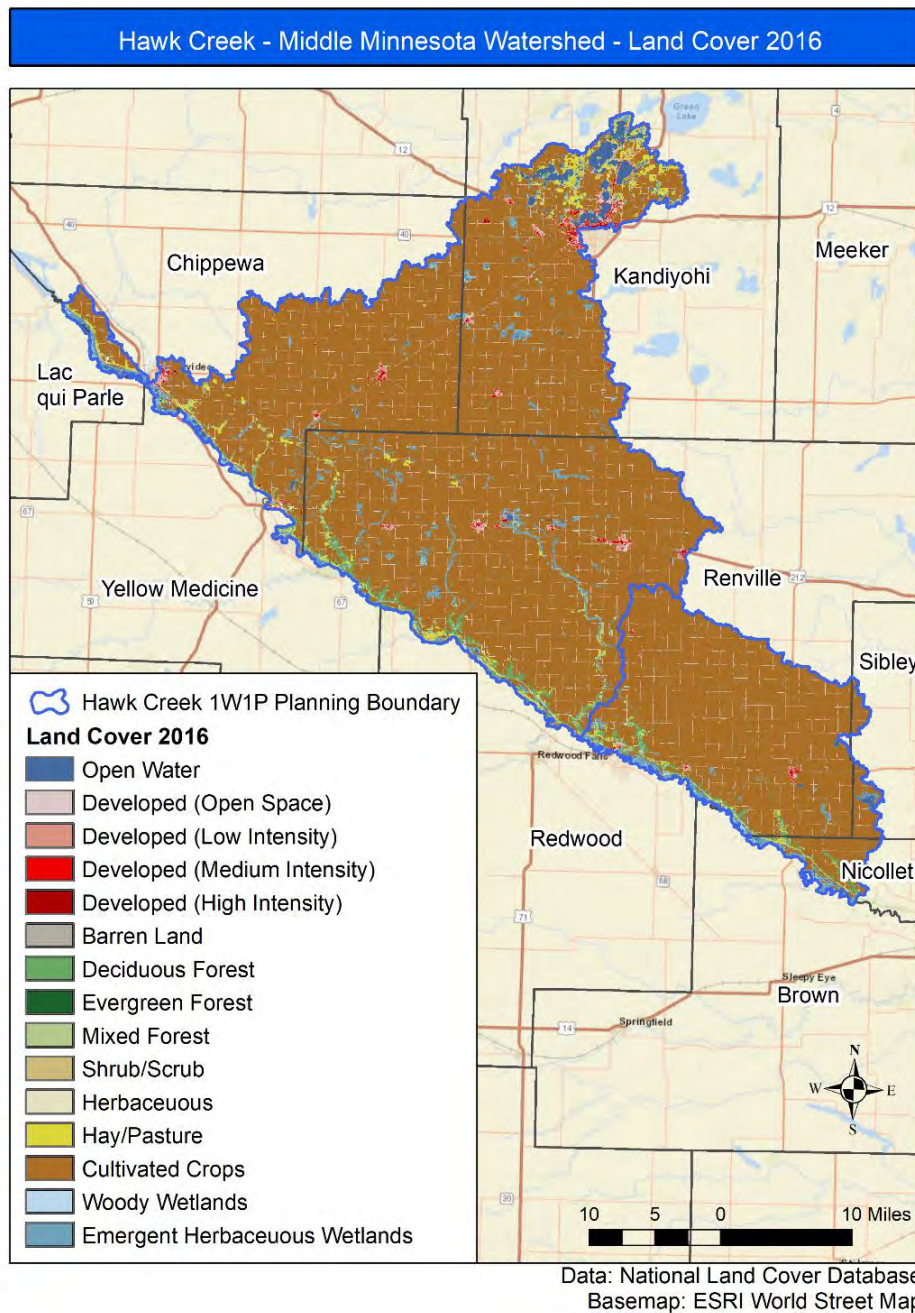 Hawk Creek - Middle Minnesota Watershed - Land Cover 2016
Green
Lake
4
12
12
40
40
Chippewa
Meeker
Kandiyohi
Lac
qui Parle
67
Renville
212
Yellow Medicine
59
67
Sibley
Redwood Falls
Redwood
Nicollet
68
71
Sleepy Eye
Brown
Springfield
14
N
W
E
S
30
Hawk Creek 1W1P Planning Boundary
Land Cover 2016
Open Water
Developed (Open Space)
Developed (Low Intensity)
Developed (Medium Intensity)
Developed (High Intensity)
Barren Land
Deciduous Forest
Evergreen Forest
Mixed Forest
Shrub/Scrub
Herbaceuous
Hay/Pasture
Cultivated Crops
Woody Wetlands
Emergent Herbaceuous Wetlands
10 5 0 10 Miles
Data: National Land Cover Database
Basemap: ESRI World Street Map